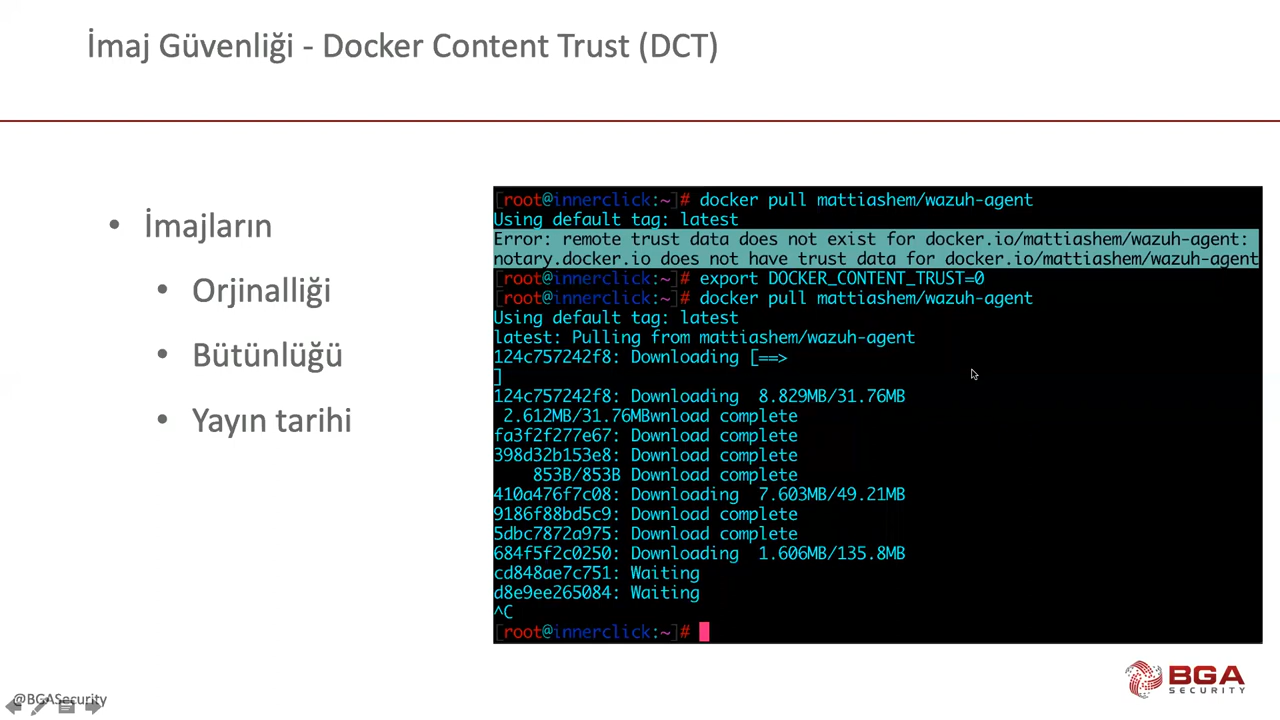 İmaj Güvenliği - Docker Content Trust (DCT)
• İmajların
• Orjinalliği
• Bütünlüğü
• Yayın tarihi
[root@innerclick:~]# docker pull mattiashem/wazuh-agent
Using default tag: latest
Error: remote trust data does not exist for docker.io/mattiashem/wazuh-agent:
notary.docker.io does not have trust data for docker.io/mattiashem/wazuh-agent
[root@innerclick:~]# export DOCKER_CONTENT_TRUST=0
[root@innerclick:~]# docker pull mattiashem/wazuh-agent
Using default tag: latest
latest: Pulling from mattiashem/wazuh-agent
124c757242f8: Downloading [==>
]
124c757242f8: Downloading  8.829MB/31.76MB
 2.612MB/31.76MBwnload complete
fa3f2f277e67: Download complete
398d32b153e8: Download complete
    853B/853B Download complete
410a476f7c08: Downloading  7.603MB/49.21MB
9186f88bd5c9: Download complete
5dbc7872a975: Download complete
684f5f2c0250: Downloading  1.606MB/135.8MB
cd848ae7c751: Waiting
d8e9ee265084: Waiting
^C
[root@innerclick:~]#
@BGASecurity
BGA
SECURITY